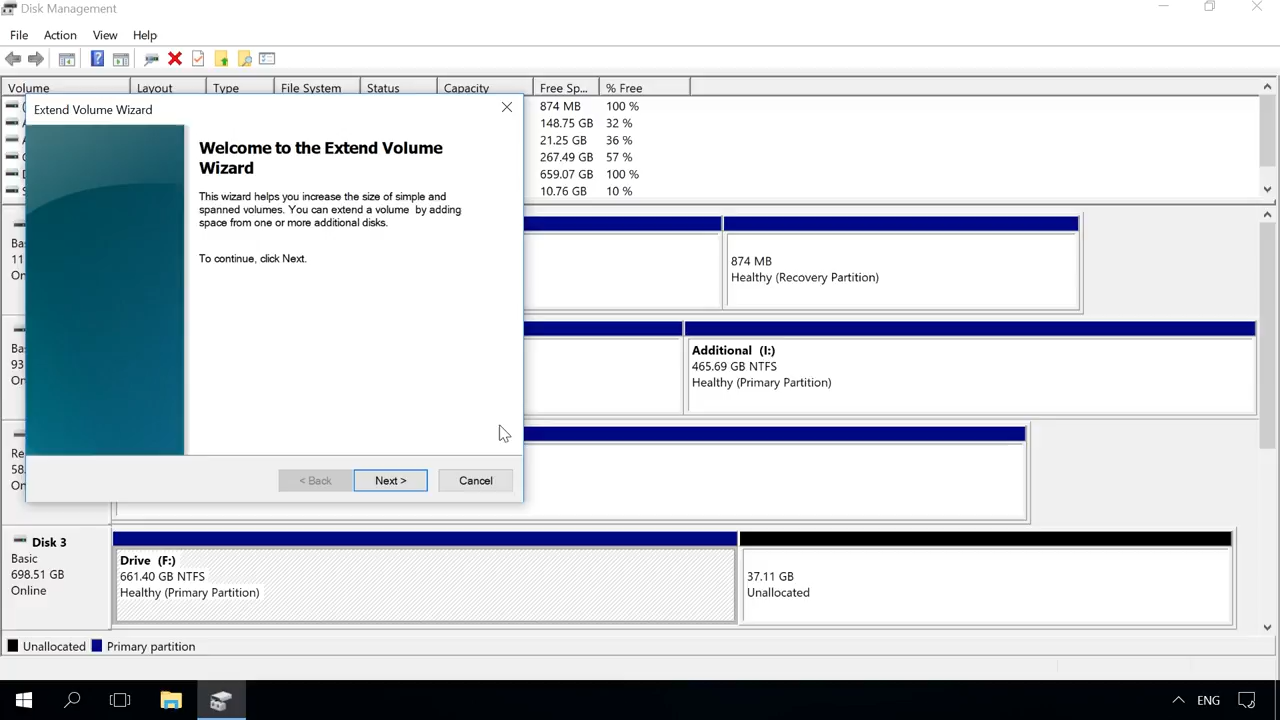 Disk Management
File Action View Help
Volume Layout Type File System Status Capacity Free Sp... % Free
874 MB 100 %
148.75 GB 32 %
21.25 GB 36 %
267.49 GB 57 %
659.07 GB 100 %
10.76 GB 10 %
Extend Volume Wizard
Welcome to the Extend Volume
Wizard
This wizard helps you increase the size of simple and
spanned volumes. You can extend a volume by adding
space from one or more additional disks.
To continue, click Next.
< Back Next > Cancel
874 MB
Healthy (Recovery Partition)
Additional (I:)
465.69 GB NTFS
Healthy (Primary Partition)
Disk 3
Basic
698.51 GB
Online
Drive (F:)
661.40 GB NTFS
Healthy (Primary Partition)
37.11 GB
Unallocated
Unallocated Primary partition
ENG